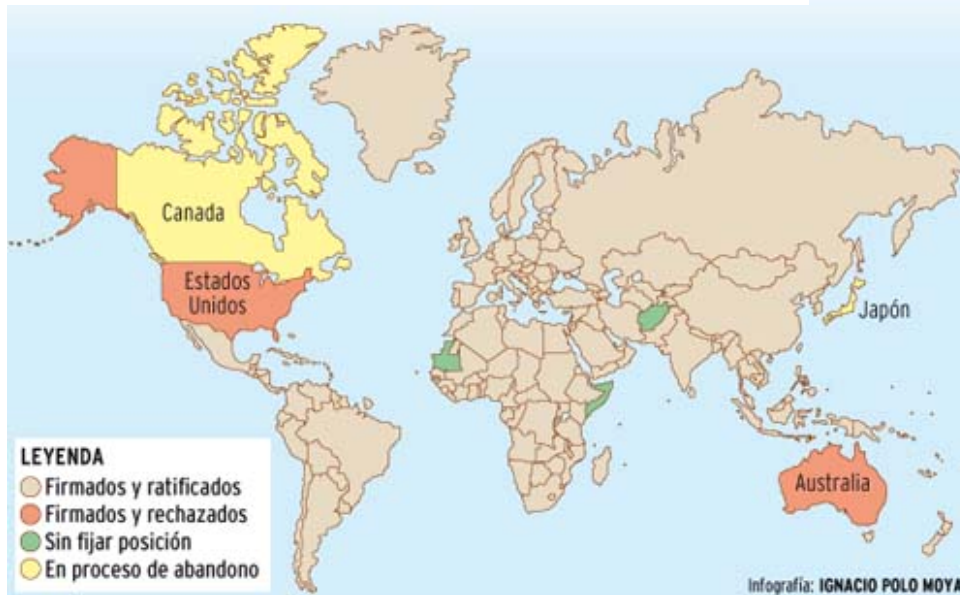 Canada
Estados
Unidos
Japón
Australia
LEYENDA
Firmados y ratificados
Firmados y rechazados
Sin fijar posición
En proceso de abandono
Infografía: IGNACIO POLO MOYA